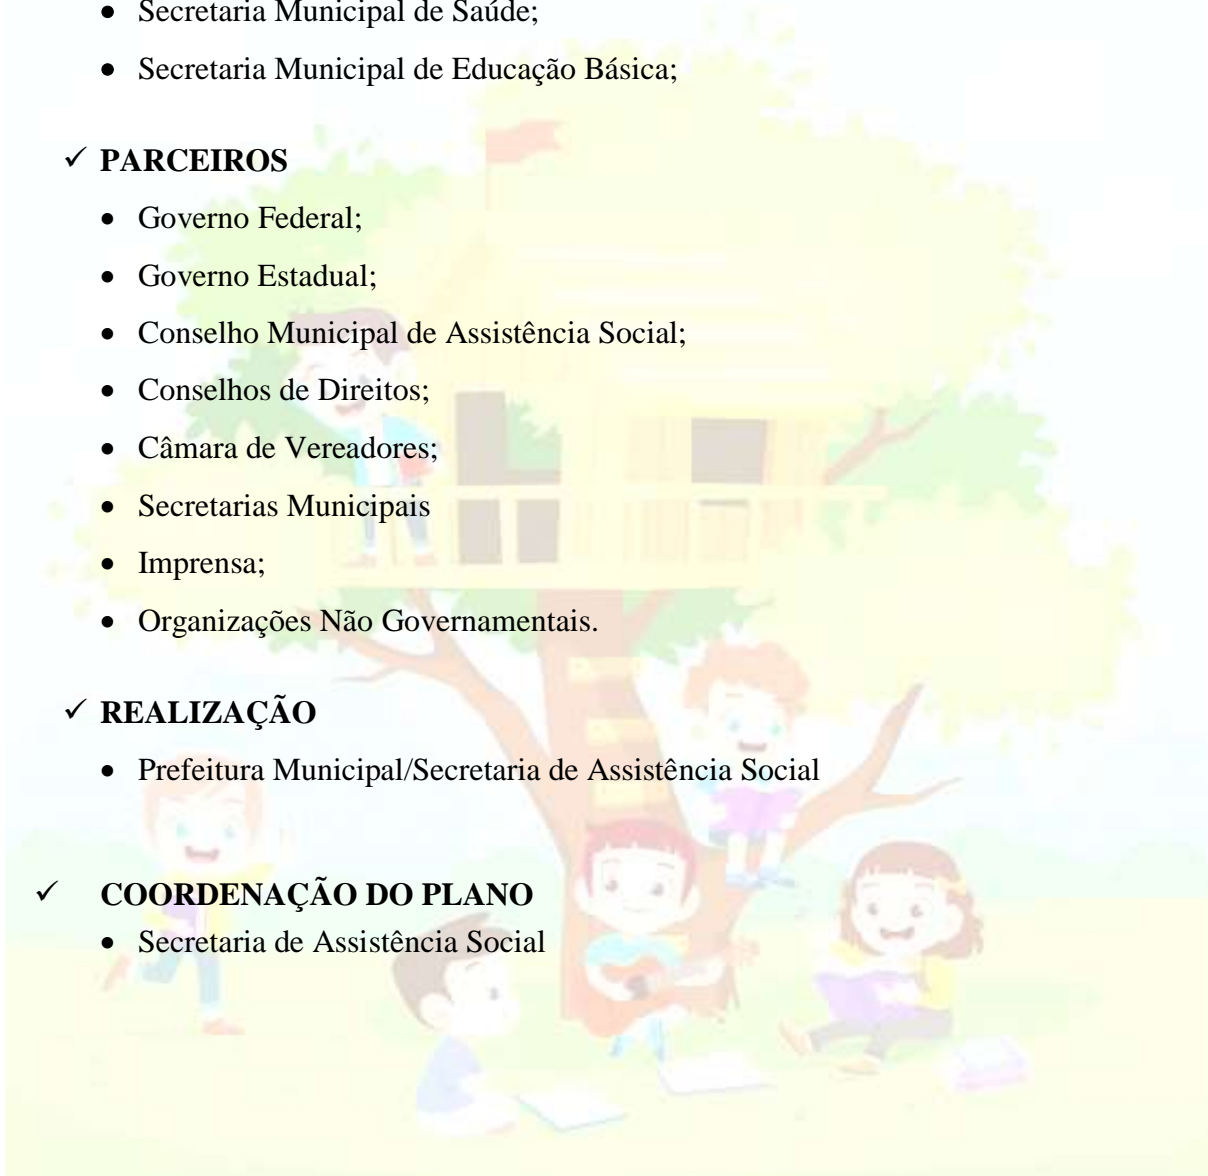 • Secretaria Municipal de Saúde;
• Secretaria Municipal de Educação Básica;
✓ PARCEIROS
• Governo Federal;
• Governo Estadual;
• Conselho Municipal de Assistência Social;
• Conselhos de Direitos;
• Câmara de Vereadores;
• Secretarias Municipais
• Imprensa;
• Organizações Não Governamentais.
✓ REALIZAÇÃO
• Prefeitura Municipal/Secretaria de Assistência Social
✓ COORDENAÇÃO DO PLANO
• Secretaria de Assistência Social